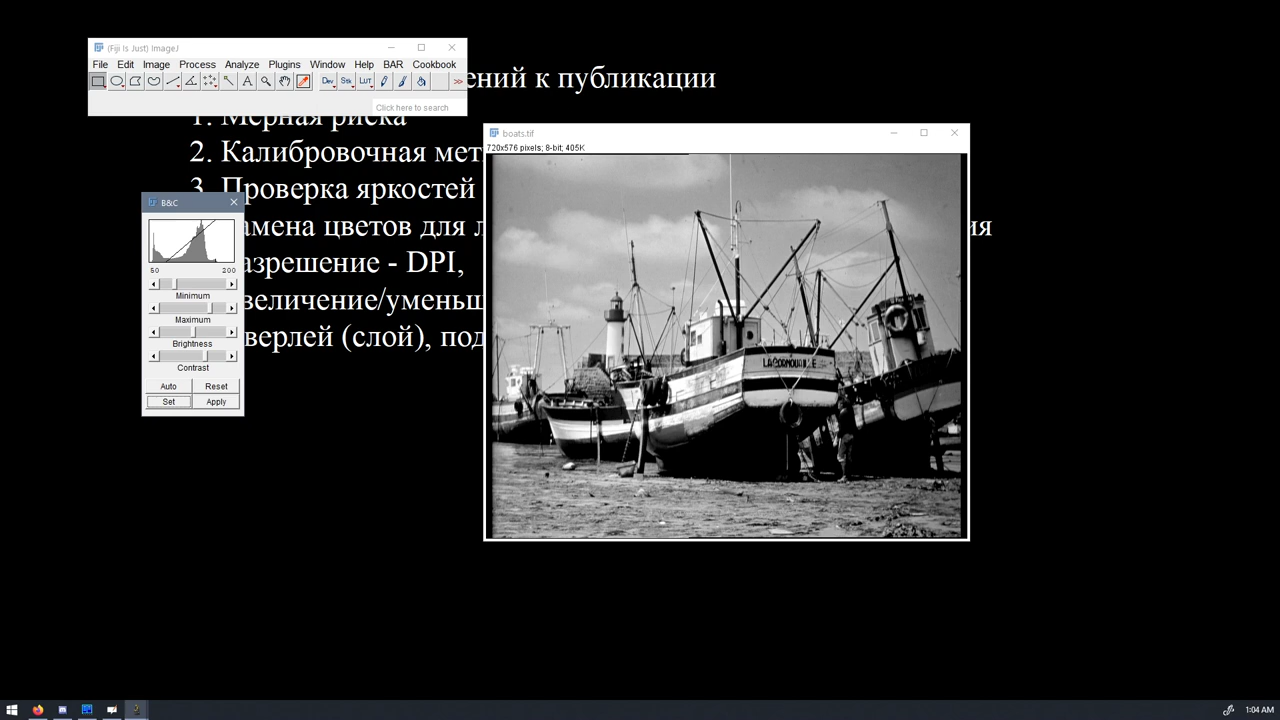 (Fiji Is Just) ImageJ
File Edit Image Process Analyze Plugins Window Help BAR Cookbook
Dev Stk LUT >>
Click here to search
ений к публикации
1. Мерная риска
2. Калибровочная мет
3. Проверка яркостей
амена цветов для л
ия
азрешение - DPI,
величение/уменьш
верлей (слой), под
B&C
50 200
Minimum
Maximum
Brightness
Contrast
Auto Reset
Set Apply
boats.tif
720x576 pixels; 8-bit; 405K
1:04 AM